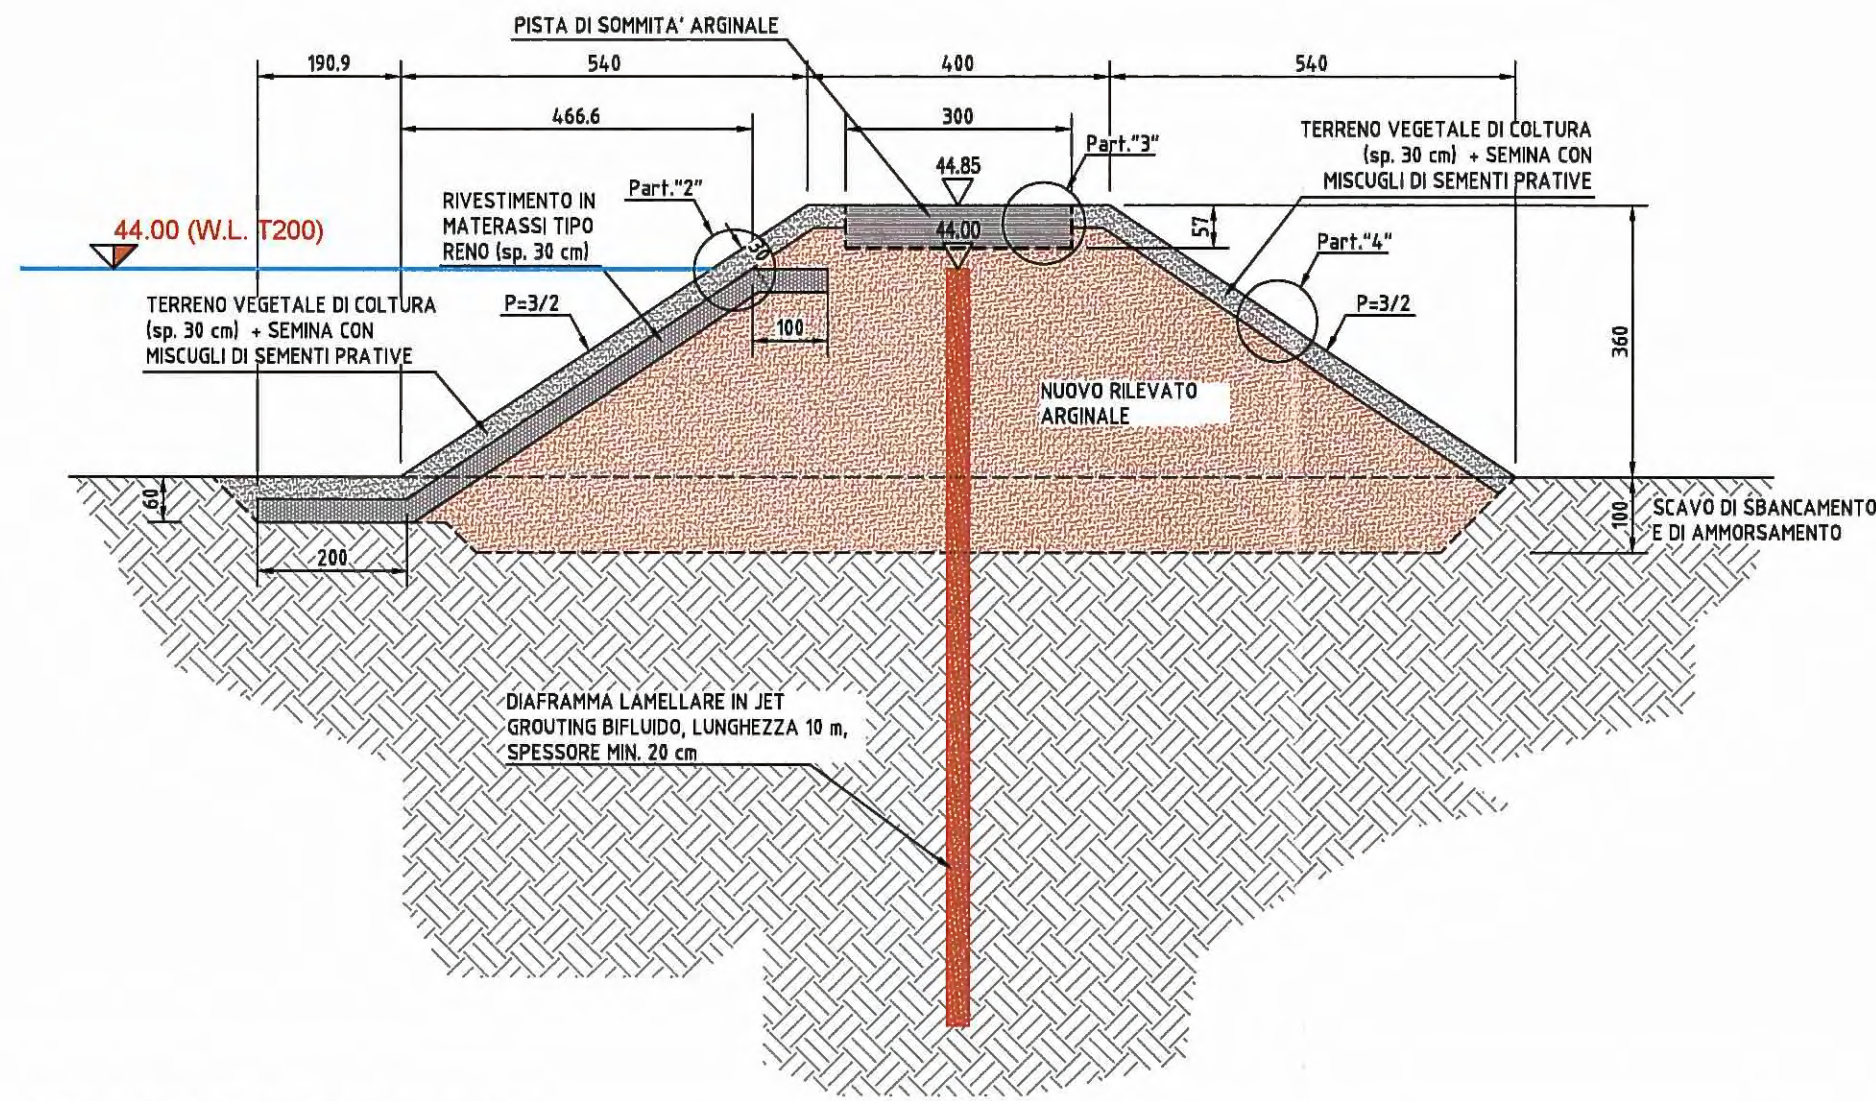 PISTA DI SOMMITA' ARGINALE
190.9
540
400
540
466.6
300
TERRENO VEGETALE DI COLTURA
(sp. 30 cm) + SEMINA CON
MISCUGLI DI SEMENTI PRATIVE
Part."3"
44.85
Part."2"
RIVESTIMENTO IN
MATERASSI TIPO
RENO (sp. 30 cm)
44.00 (W.L. T200)
30
44.00
57
Part."4"
TERRENO VEGETALE DI COLTURA
(sp. 30 cm) + SEMINA CON
MISCUGLI DI SEMENTI PRATIVE
P=3/2
100
P=3/2
360
NUOVO RILEVATO
ARGINALE
60
200
100
SCAVO DI SBANCAMENTO
E DI AMMORSAMENTO
DIAFRAMMA LAMELLARE IN JET
GROUTING BIFLUIDO, LUNGHEZZA 10 m,
SPESSORE MIN. 20 cm